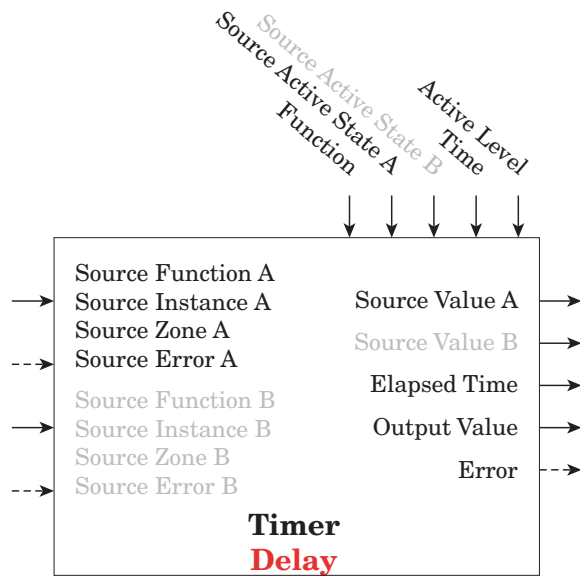 Function
Source Active State A
Source Active State B
Time
Active Level
Source Function A
Source Instance A
Source Zone A
Source Error A
Source Function B
Source Instance B
Source Zone B
Source Error B
Source Value A
Source Value B
Elapsed Time
Output Value
Error
Timer
Delay